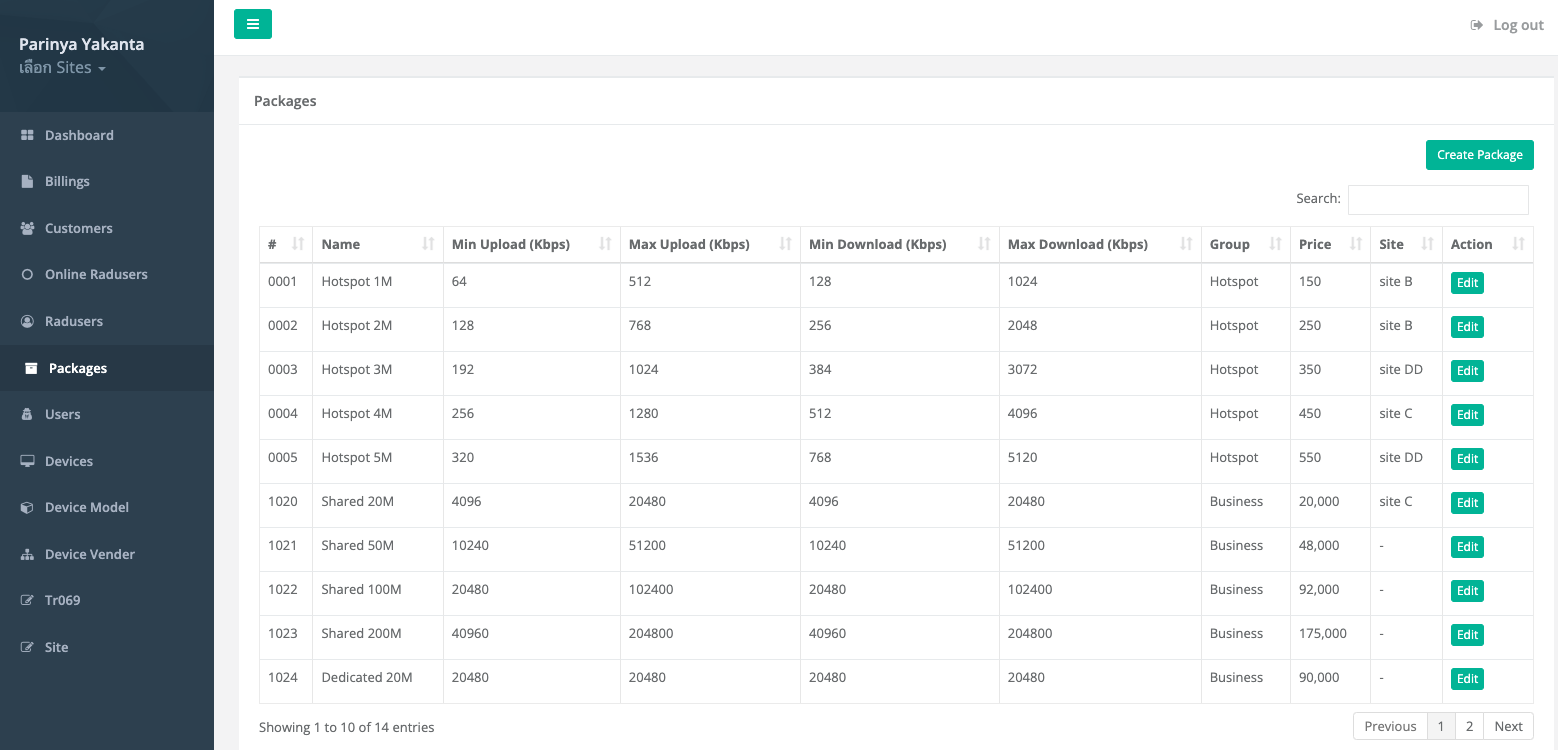 Parinya Yakanta
เลือก Sites
Log out
Dashboard
Billings
Customers
Online Radusers
Radusers
Packages
Users
Devices
Device Model
Device Vender
Tr069
Site
Packages
Create Package
Search:
# Name Min Upload (Kbps) Max Upload (Kbps) Min Download (Kbps) Max Download (Kbps) Group Price Site Action
0001 Hotspot 1M 64 512 128 1024 Hotspot 150 site B Edit
0002 Hotspot 2M 128 768 256 2048 Hotspot 250 site B Edit
0003 Hotspot 3M 192 1024 384 3072 Hotspot 350 site DD Edit
0004 Hotspot 4M 256 1280 512 4096 Hotspot 450 site C Edit
0005 Hotspot 5M 320 1536 768 5120 Hotspot 550 site DD Edit
1020 Shared 20M 4096 20480 4096 20480 Business 20,000 site C Edit
1021 Shared 50M 10240 51200 10240 51200 Business 48,000 - Edit
1022 Shared 100M 20480 102400 20480 102400 Business 92,000 - Edit
1023 Shared 200M 40960 204800 40960 204800 Business 175,000 - Edit
1024 Dedicated 20M 20480 20480 20480 20480 Business 90,000 - Edit
Showing 1 to 10 of 14 entries
Previous 1 2 Next